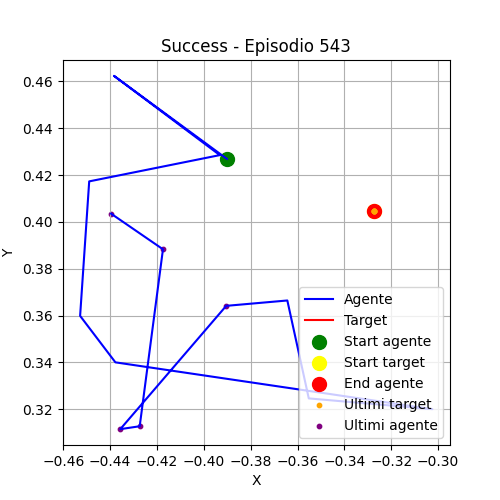 Success - Episodio 543
0.46
0.44
0.42
0.40
0.38
0.36
0.34
0.32
Y
Agente
Target
Start agente
Start target
End agente
Ultimi target
Ultimi agente
−0.46 −0.44 −0.42 −0.40 −0.38 −0.36 −0.34 −0.32 −0.30
X